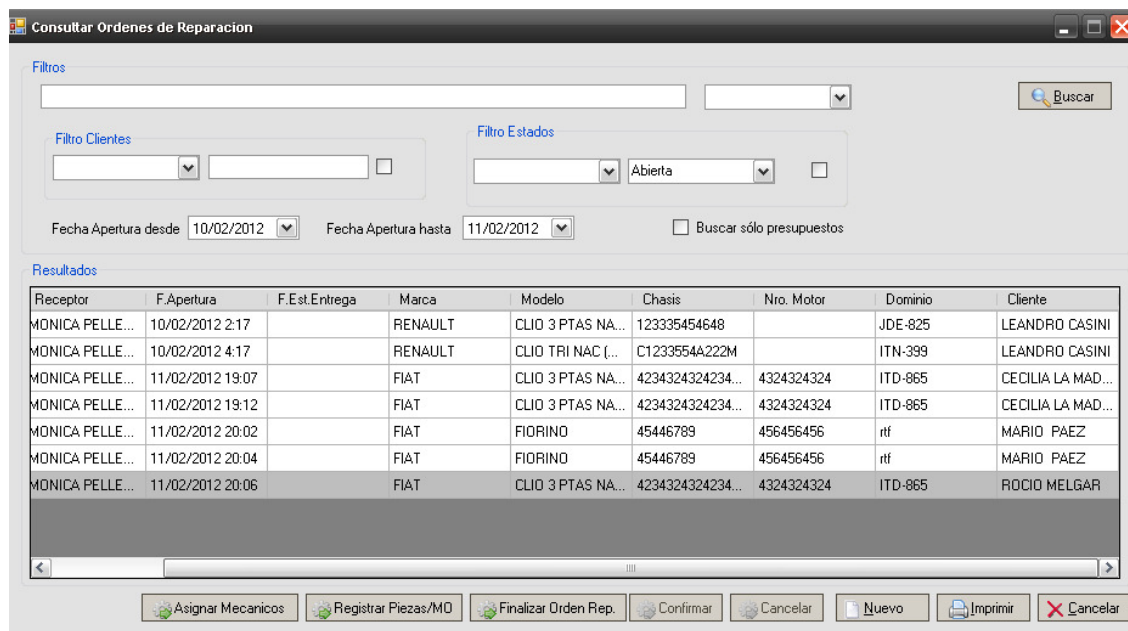 Consultar Ordenes de Reparacion
Filtros
Buscar
Filtro Clientes
Filtro Estados
Abierta
Fecha Apertura desde 10/02/2012 Fecha Apertura hasta 11/02/2012 Buscar sólo presupuestos
Resultados
Receptor F.Apertura F.Est.Entrega Marca Modelo Chasis Nro. Motor Dominio Cliente
MONICA PELLE... 10/02/2012 2:17 RENAULT CLIO 3 PTAS NA... 123335454648 JDE-825 LEANDRO CASINI
MONICA PELLE... 10/02/2012 4:17 RENAULT CLIO TRI NAC (... C1233554A222M ITN-399 LEANDRO CASINI
MONICA PELLE... 11/02/2012 19:07 FIAT CLIO 3 PTAS NA... 4234324324234... 4324324324 ITD-865 CECILIA LA MAD...
MONICA PELLE... 11/02/2012 19:12 FIAT CLIO 3 PTAS NA... 4234324324234... 4324324324 ITD-865 CECILIA LA MAD...
MONICA PELLE... 11/02/2012 20:02 FIAT FIORINO 45446789 456456456 rtf MARIO PAEZ
MONICA PELLE... 11/02/2012 20:04 FIAT FIORINO 45446789 456456456 rtf MARIO PAEZ
MONICA PELLE... 11/02/2012 20:06 FIAT CLIO 3 PTAS NA... 4234324324234... 4324324324 ITD-865 ROCIO MELGAR
Asignar Mecanicos Registrar Piezas/MO Finalizar Orden Rep. Confirmar Cancelar Nuevo Imprimir Cancelar